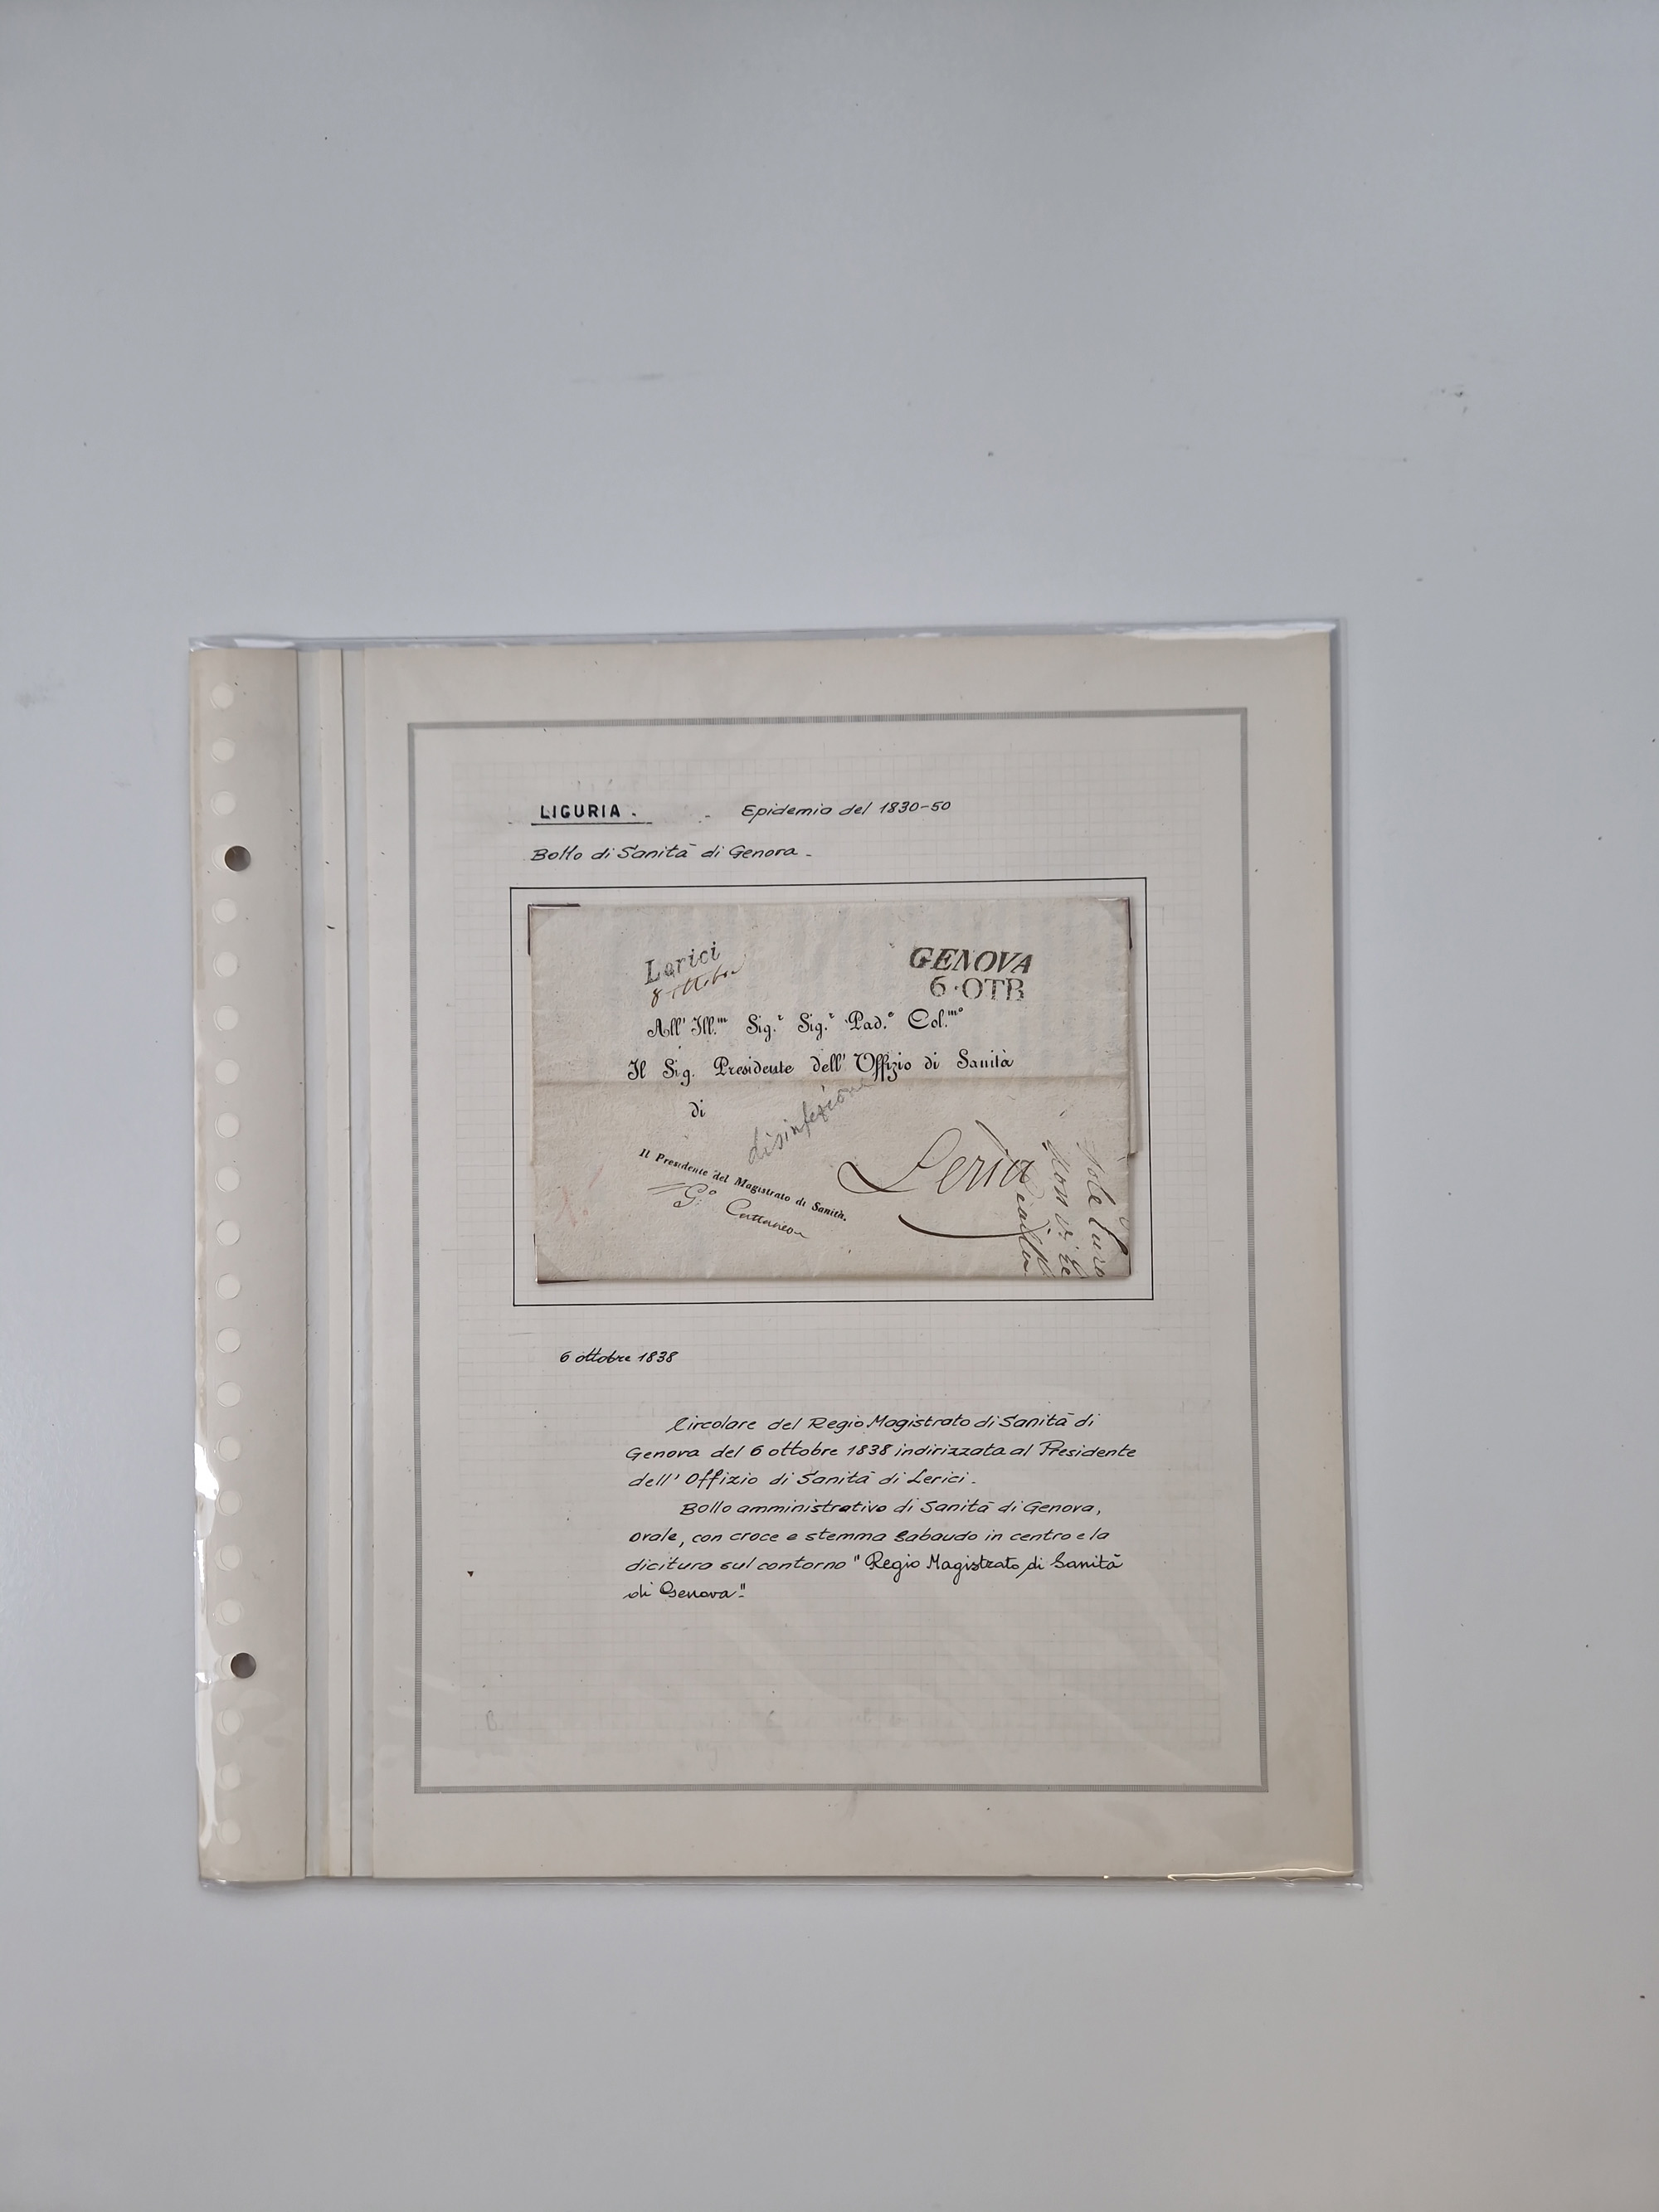 LIGURIA. - Epidemia del 1830-50
Bollo di Sanità di Genova.
Lerici
8 ottobre
GENOVA
6·OTB
All' Ill.mo Sig.r Sig.r Pad.e Col.mo
Il Sig. Presidente dell' Uffizio di Sanità
di
disinfezione
Lerici
Il Presidente del Magistrato di Sanità.
Cattaneo
6 ottobre 1838
Circolare del Regio Magistrato di Sanità di
Genova del 6 ottobre 1838 indirizzata al Presidente
dell' Offizio di Sanità di Lerici.
Bollo amministrativo di Sanità di Genova,
ovale, con croce e stemma Sabaudo in centro e la
dicitura sul contorno "Regio Magistrato di Sanità
di Genova".